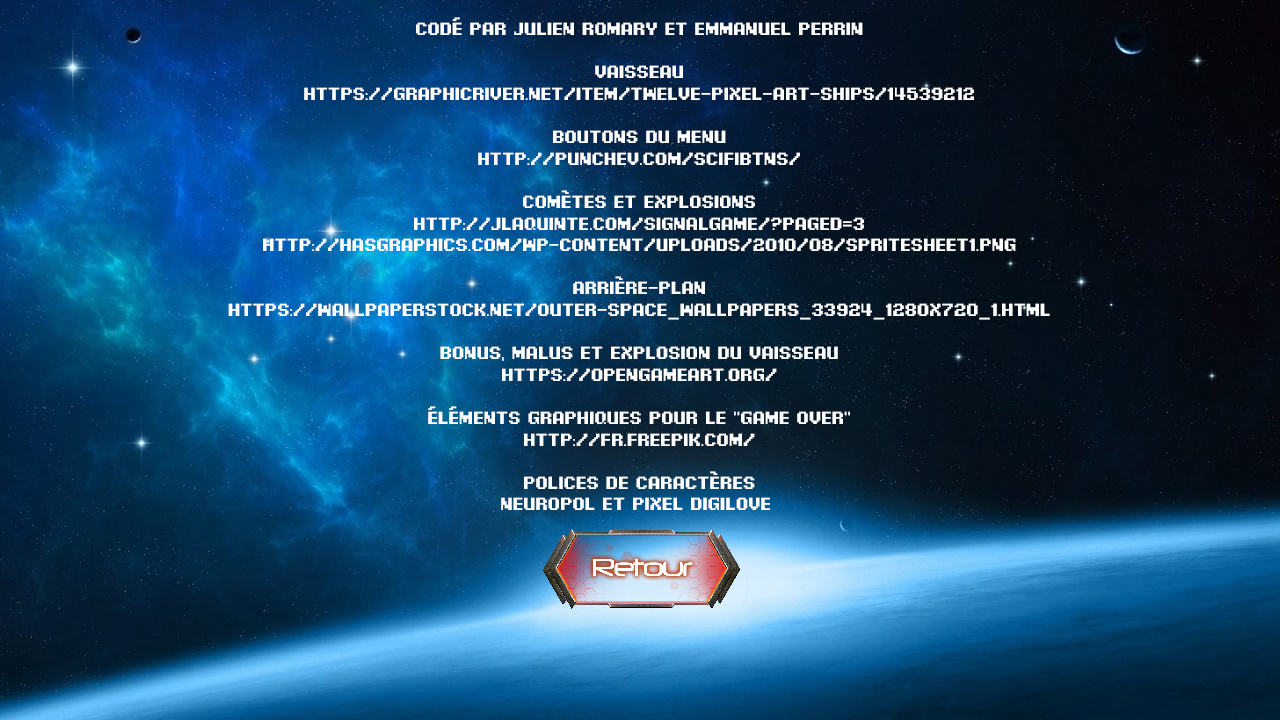 CODÉ PAR JULIEN ROMARY ET EMMANUEL PERRIN
VAISSEAU
HTTPS://GRAPHICRIVER.NET/ITEM/TWELVE-PIXEL-ART-SHIPS/14539212
BOUTONS DU MENU
HTTP://PUNCHEV.COM/SCIFIBTNS/
COMÈTES ET EXPLOSIONS
HTTP://JLAQUINTE.COM/SIGNALGAME/?PAGED=3
HTTP://HASGRAPHICS.COM/WP-CONTENT/UPLOADS/2010/08/SPRITESHEET1.PNG
ARRIÈRE-PLAN
HTTPS://WALLPAPERSTOCK.NET/OUTER-SPACE_WALLPAPERS_33924_1280X720_1.HTML
BONUS, MALUS ET EXPLOSION DU VAISSEAU
HTTPS://OPENGAMEART.ORG/
ÉLÉMENTS GRAPHIQUES POUR LE "GAME OVER"
HTTP://FR.FREEPIK.COM/
POLICES DE CARACTÈRES
NEUROPOL ET PIXEL DIGILOVE
Retour